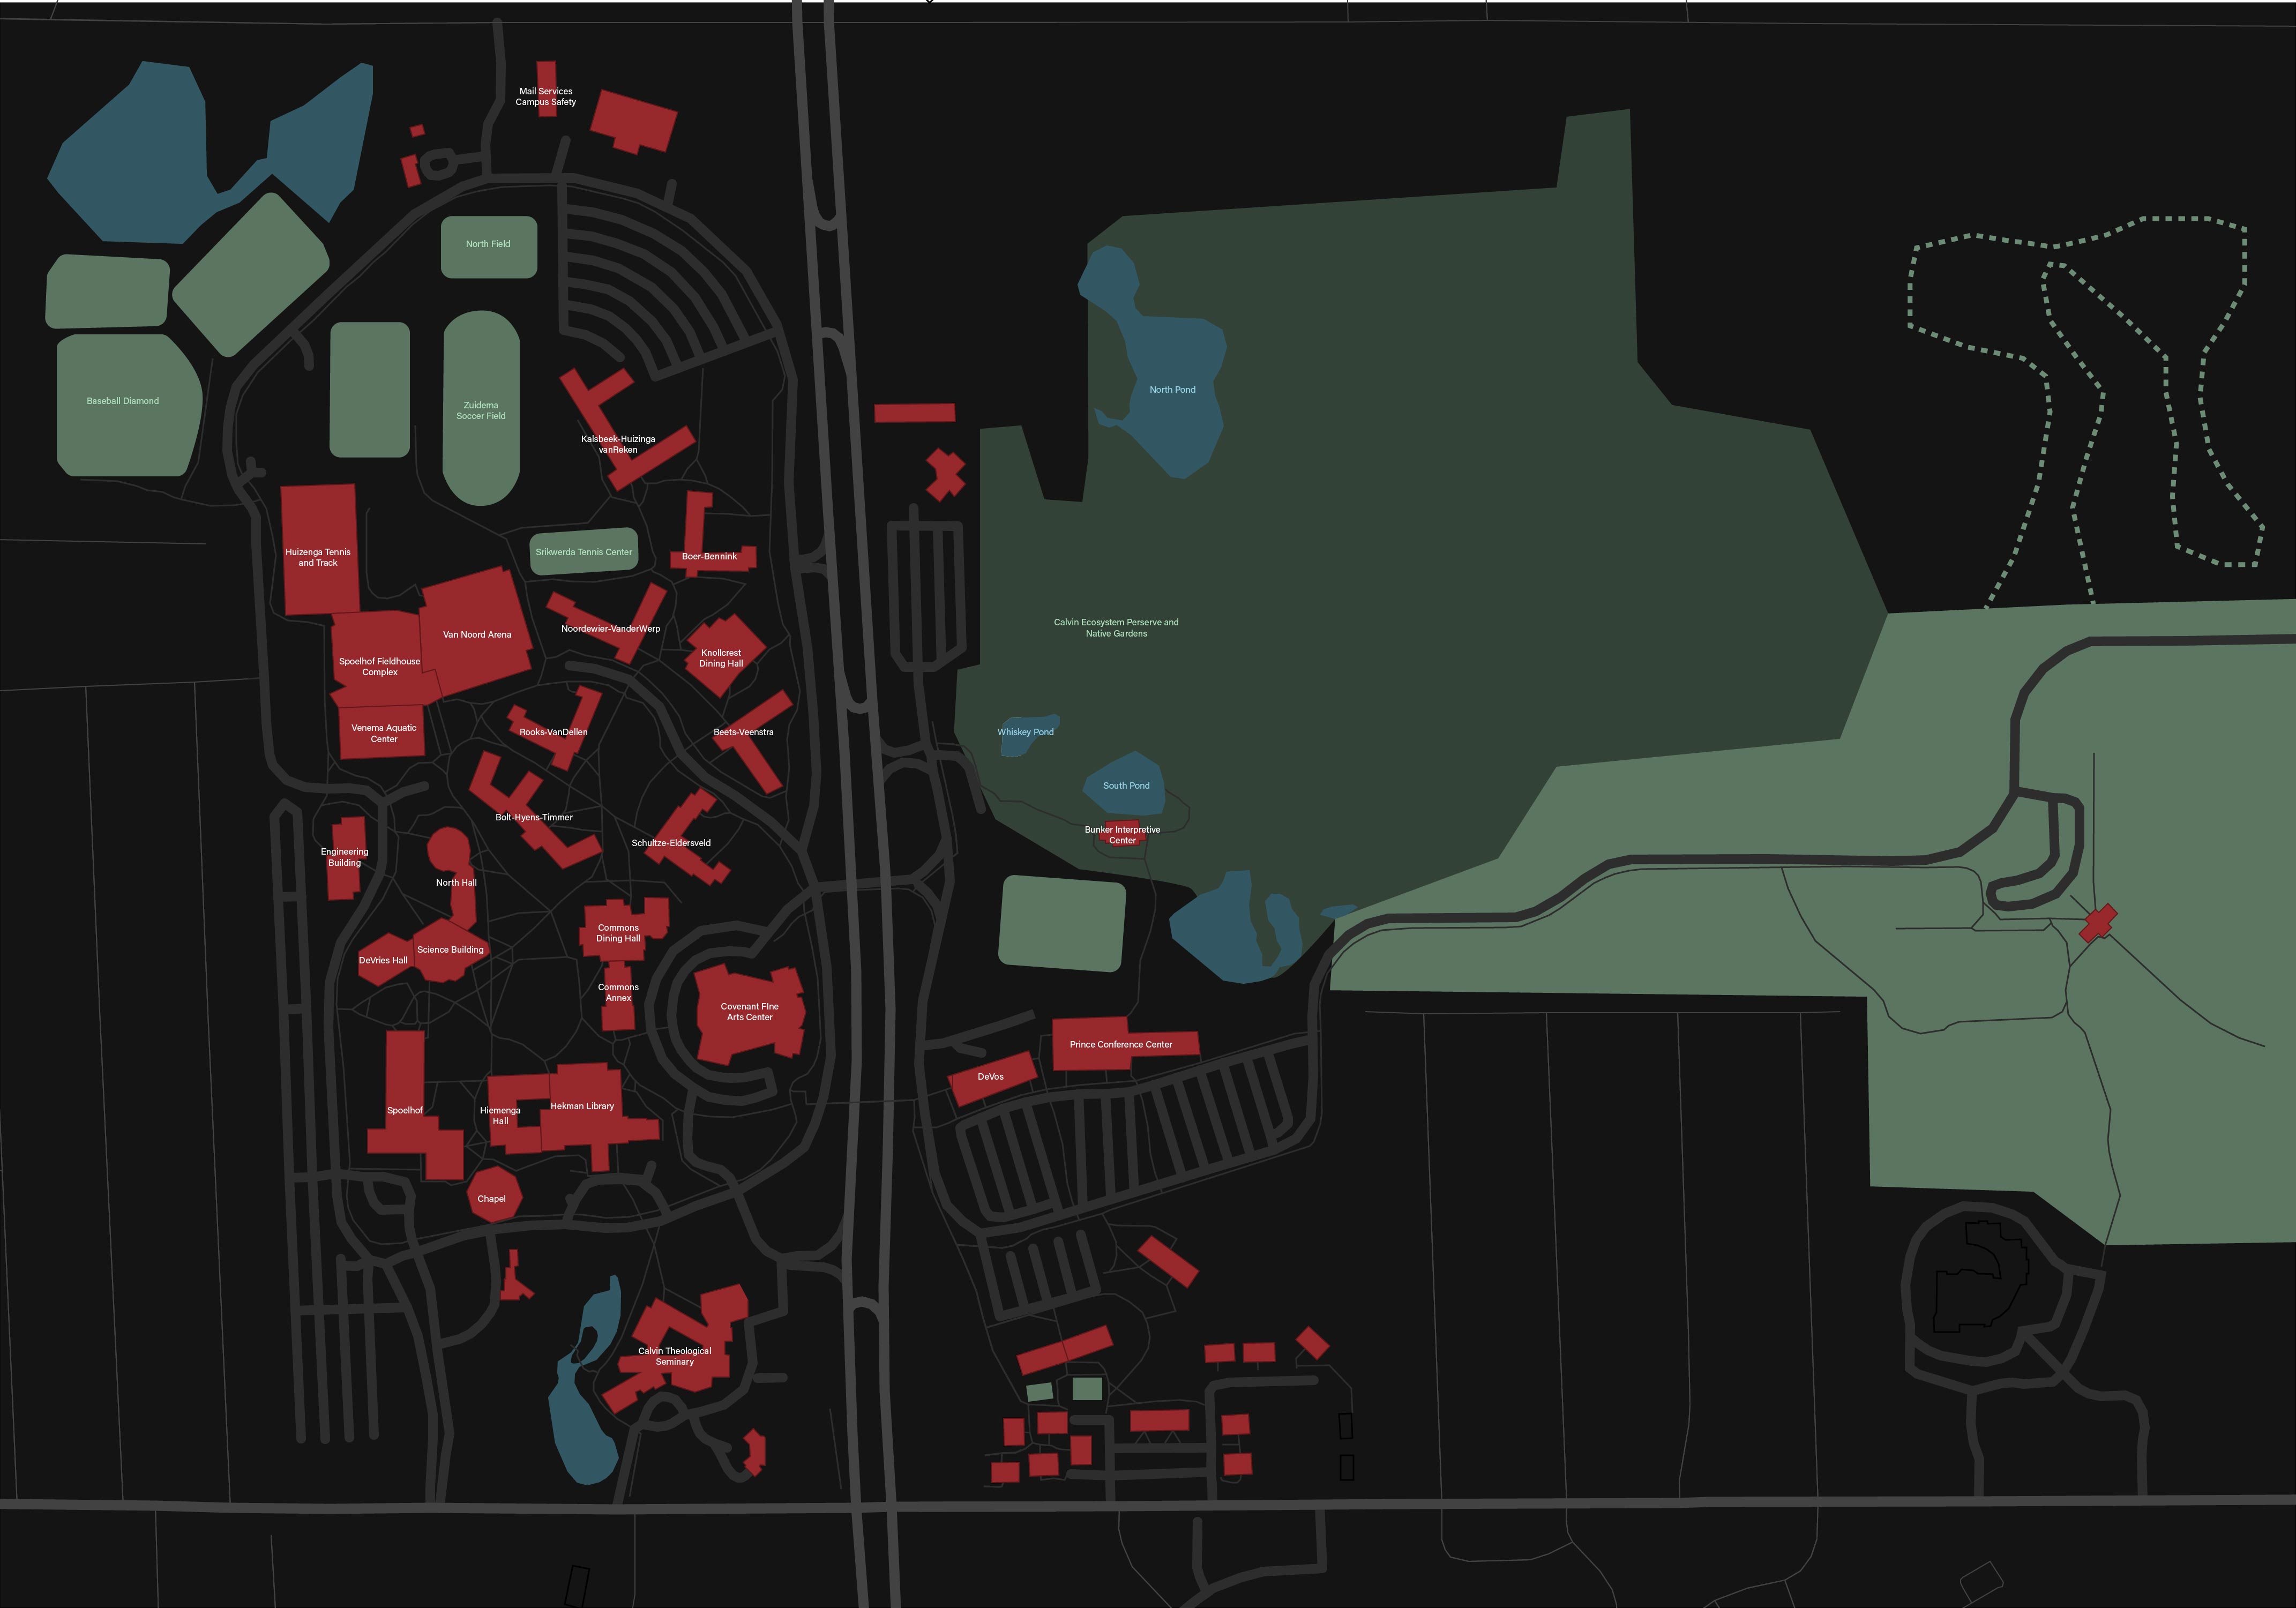 Mail Services
Campus Safety
North Field
Baseball Diamond
Zuidema
Soccer Field
North Pond
Kalsbeek-Huizinga
vanReken
Huizenga Tennis
and Track
Srikwerda Tennis Center
Boer-Bennink
Van Noord Arena
Noordewier-VanderWerp
Calvin Ecosystem Perserve and
Native Gardens
Spoelhof Fieldhouse
Complex
Knollcrest
Dining Hall
Venema Aquatic
Center
Rooks-VanDellen
Beets-Veenstra
Whiskey Pond
South Pond
Bolt-Hyens-Timmer
Bunker Interpretive
Center
Schultze-Eldersveld
Engineering
Building
North Hall
Commons
Dining Hall
Science Building
DeVries Hall
Commons
Annex
Covenant FIne
Arts Center
Prince Conference Center
DeVos
Spoelhof
Hiemenga
Hall
Hekman Library
Chapel
Calvin Theological
Seminary